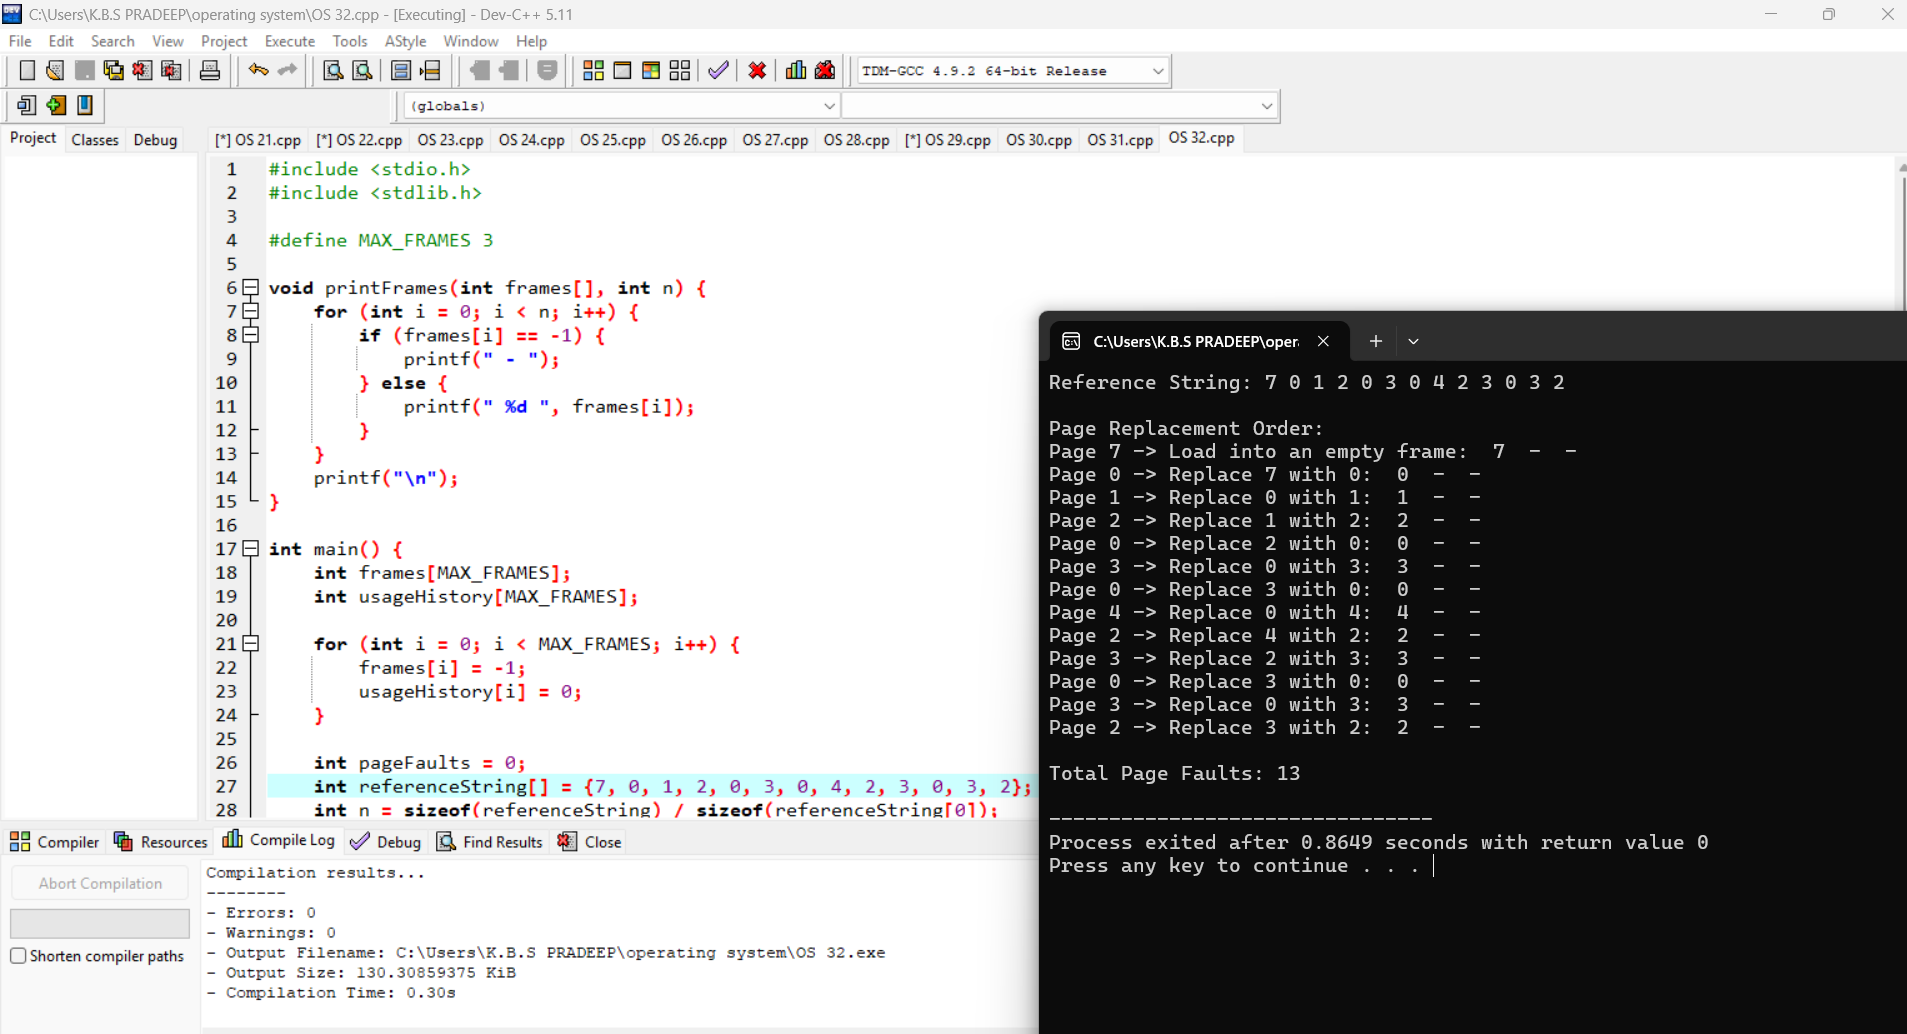 C:\Users\K.B.S PRADEEP\operating system\OS 32.cpp - [Executing] - Dev-C++ 5.11
File Edit Search View Project Execute Tools AStyle Window Help
TDM-GCC 4.9.2 64-bit Release
(globals)
Project Classes Debug
[*] OS 21.cpp [*] OS 22.cpp OS 23.cpp OS 24.cpp OS 25.cpp OS 26.cpp OS 27.cpp OS 28.cpp [*] OS 29.cpp OS 30.cpp OS 31.cpp OS 32.cpp
1 #include <stdio.h>
2 #include <stdlib.h>
3
4 #define MAX_FRAMES 3
5
6 void printFrames(int frames[], int n) {
7 for (int i = 0; i < n; i++) {
8 if (frames[i] == -1) {
9 printf(" - ");
10 } else {
11 printf(" %d ", frames[i]);
12 }
13 }
14 printf("\n");
15 }
16
17 int main() {
18 int frames[MAX_FRAMES];
19 int usageHistory[MAX_FRAMES];
20
21 for (int i = 0; i < MAX_FRAMES; i++) {
22 frames[i] = -1;
23 usageHistory[i] = 0;
24 }
25
26 int pageFaults = 0;
27 int referenceString[] = {7, 0, 1, 2, 0, 3, 0, 4, 2, 3, 0, 3, 2};
28 int n = sizeof(referenceString) / sizeof(referenceString[0]);
C:\Users\K.B.S PRADEEP\oper
Reference String: 7 0 1 2 0 3 0 4 2 3 0 3 2
Page Replacement Order:
Page 7 -> Load into an empty frame: 7 - -
Page 0 -> Replace 7 with 0: 0 - -
Page 1 -> Replace 0 with 1: 1 - -
Page 2 -> Replace 1 with 2: 2 - -
Page 0 -> Replace 2 with 0: 0 - -
Page 3 -> Replace 0 with 3: 3 - -
Page 0 -> Replace 3 with 0: 0 - -
Page 4 -> Replace 0 with 4: 4 - -
Page 2 -> Replace 4 with 2: 2 - -
Page 3 -> Replace 2 with 3: 3 - -
Page 0 -> Replace 3 with 0: 0 - -
Page 3 -> Replace 0 with 3: 3 - -
Page 2 -> Replace 3 with 2: 2 - -
Total Page Faults: 13
--------------------------------
Process exited after 0.8649 seconds with return value 0
Press any key to continue . . .
Compiler Resources Compile Log Debug Find Results Close
Abort Compilation
Shorten compiler paths
Compilation results...
--------
- Errors: 0
- Warnings: 0
- Output Filename: C:\Users\K.B.S PRADEEP\operating system\OS 32.exe
- Output Size: 130.30859375 KiB
- Compilation Time: 0.30s